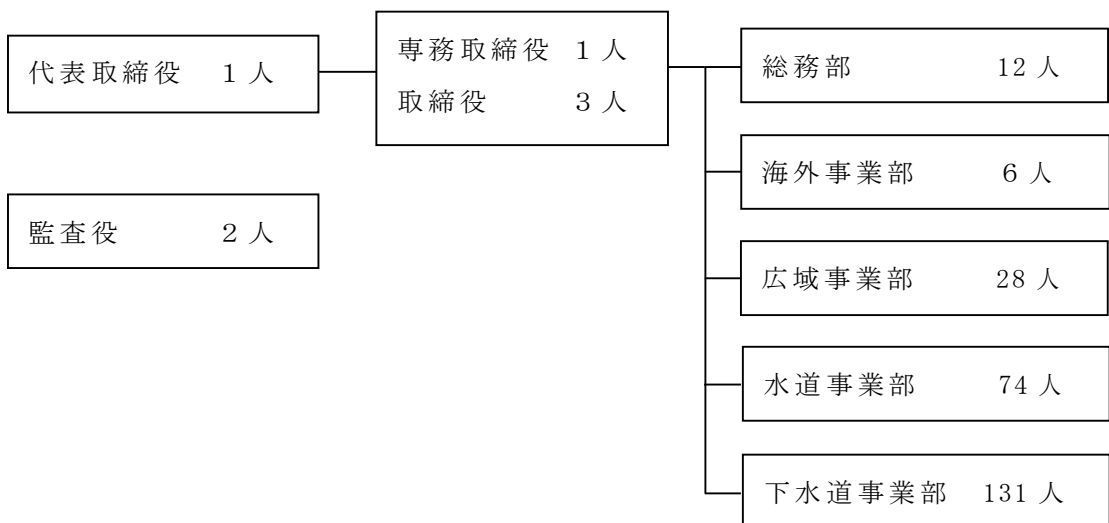 代表取締役 1人
専務取締役 1人
取締役 3人
監査役 2人
総務部 12人
海外事業部 6人
広域事業部 28人
水道事業部 74人
下水道事業部 131人